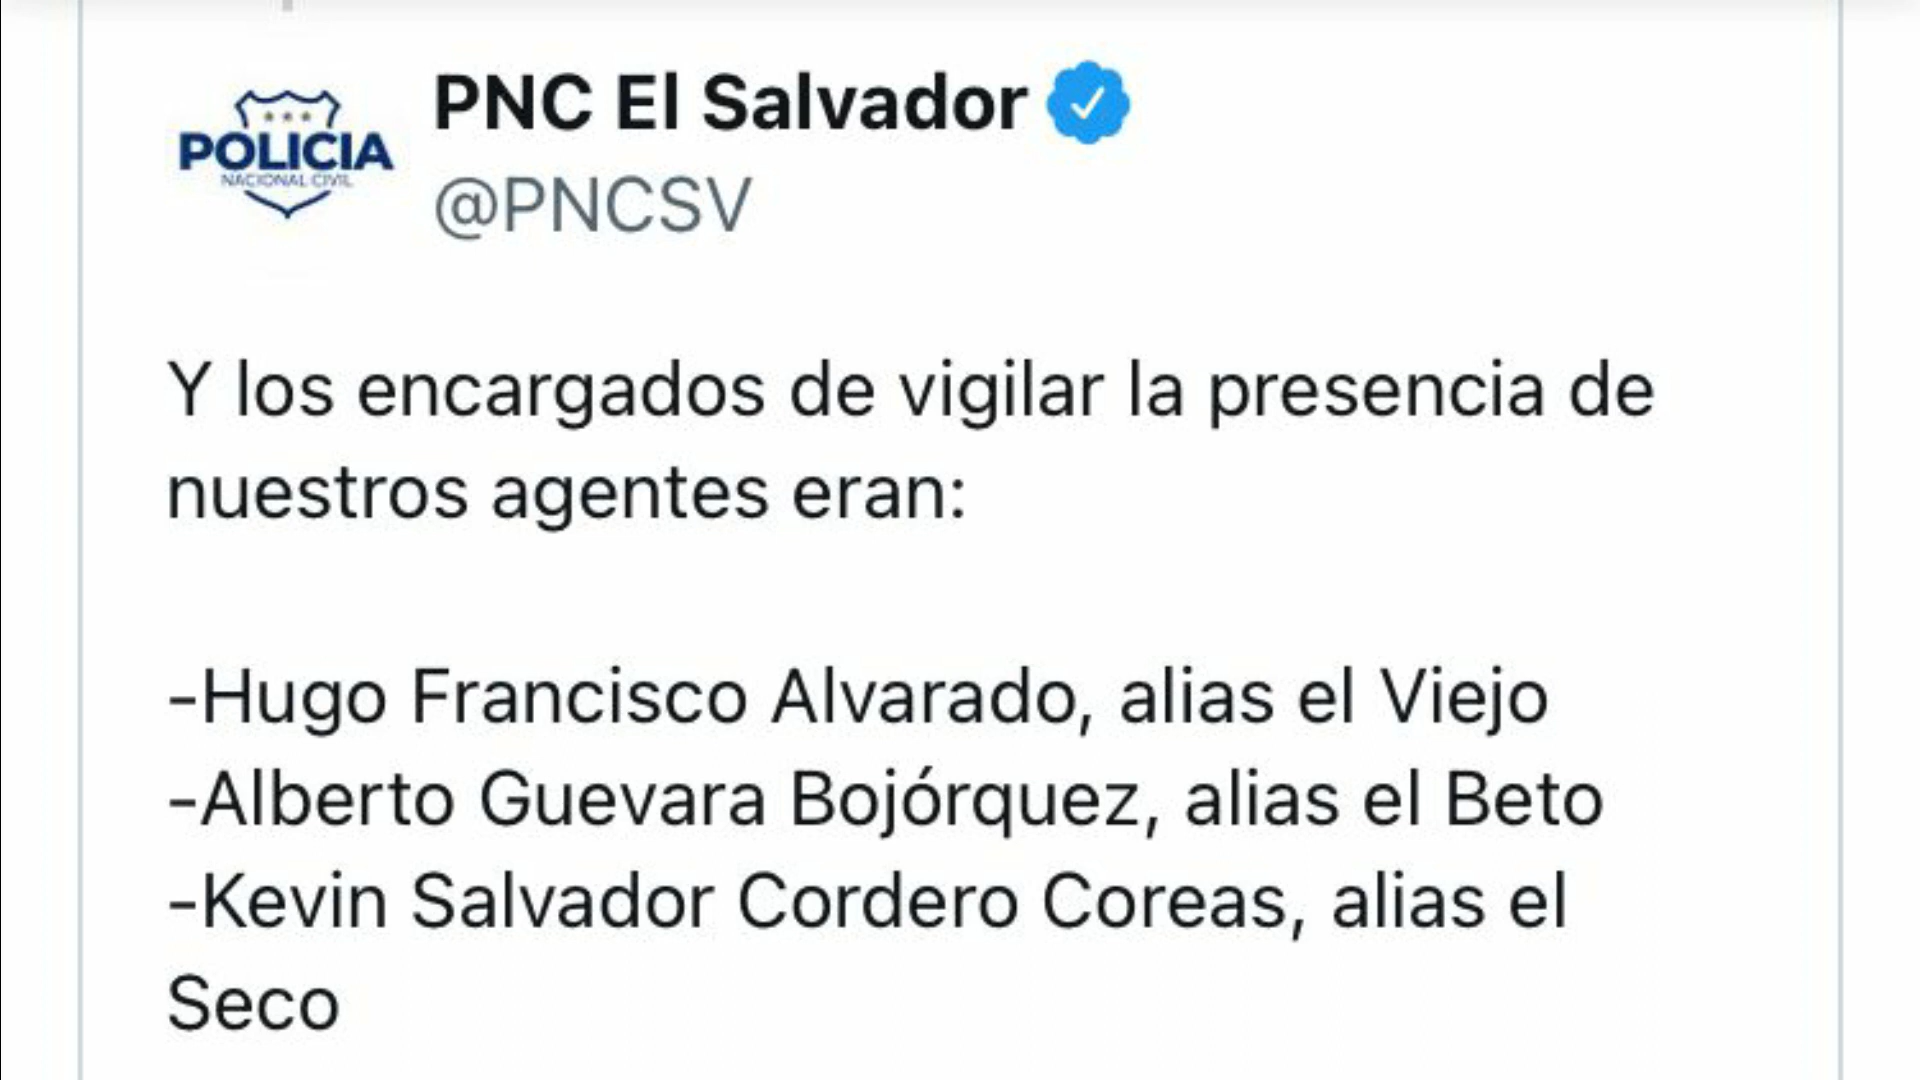 POLICIA
NACIONAL CIVIL
PNC El Salvador
@PNCSV
Y los encargados de vigilar la presencia de
nuestros agentes eran:
-Hugo Francisco Alvarado, alias el Viejo
-Alberto Guevara Bojórquez, alias el Beto
-Kevin Salvador Cordero Coreas, alias el
Seco